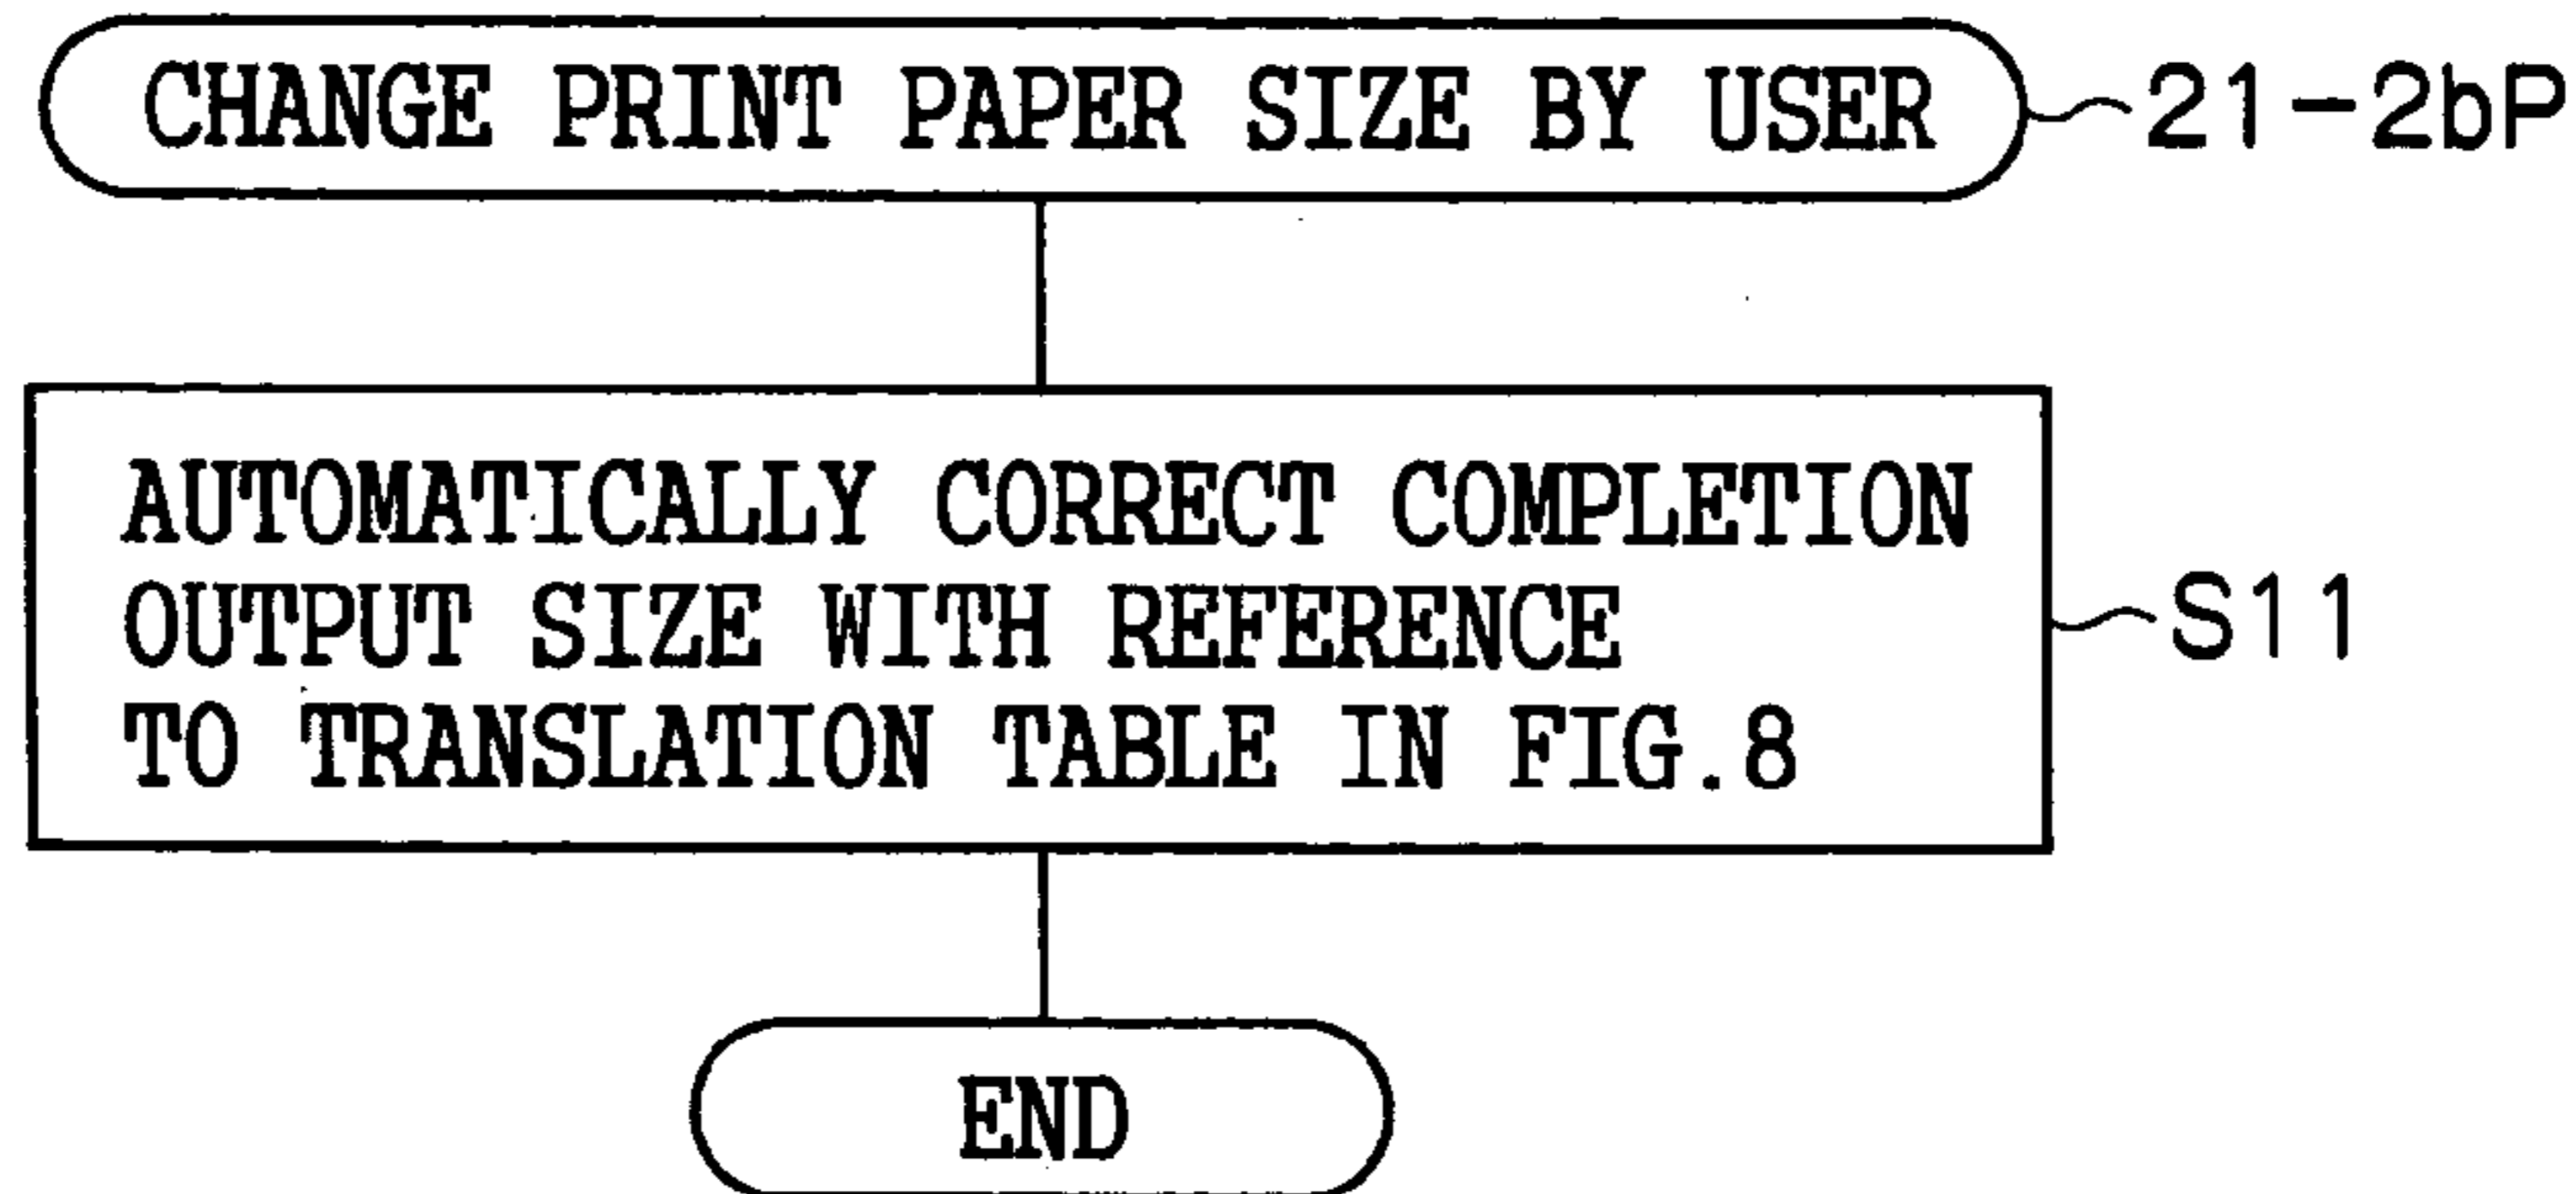 CHANGE PRINT PAPER SIZE BY USER
21-2bP
AUTOMATICALLY CORRECT COMPLETION
OUTPUT SIZE WITH REFERENCE
TO TRANSLATION TABLE IN FIG.8
S11
END